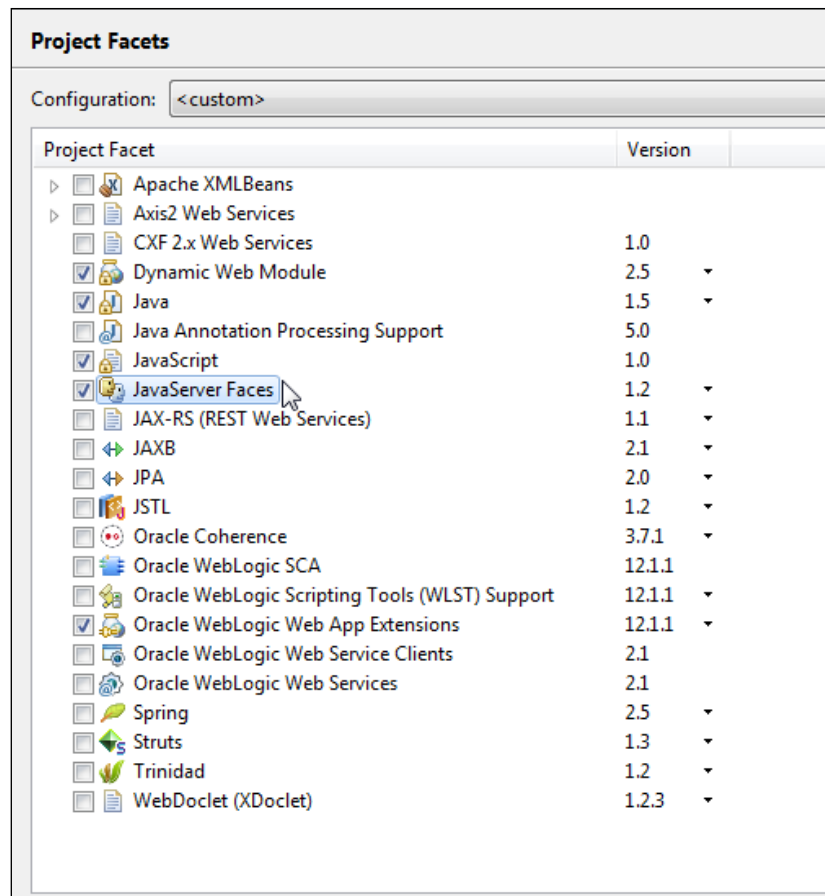 Project Facets
Configuration: <custom>
Project Facet Version
Apache XMLBeans
Axis2 Web Services
CXF 2.x Web Services 1.0
Dynamic Web Module 2.5
Java 1.5
Java Annotation Processing Support 5.0
JavaScript 1.0
JavaServer Faces 1.2
JAX-RS (REST Web Services) 1.1
JAXB 2.1
JPA 2.0
JSTL 1.2
Oracle Coherence 3.7.1
Oracle WebLogic SCA 12.1.1
Oracle WebLogic Scripting Tools (WLST) Support 12.1.1
Oracle WebLogic Web App Extensions 12.1.1
Oracle WebLogic Web Service Clients 2.1
Oracle WebLogic Web Services 2.1
Spring 2.5
Struts 1.3
Trinidad 1.2
WebDoclet (XDoclet) 1.2.3